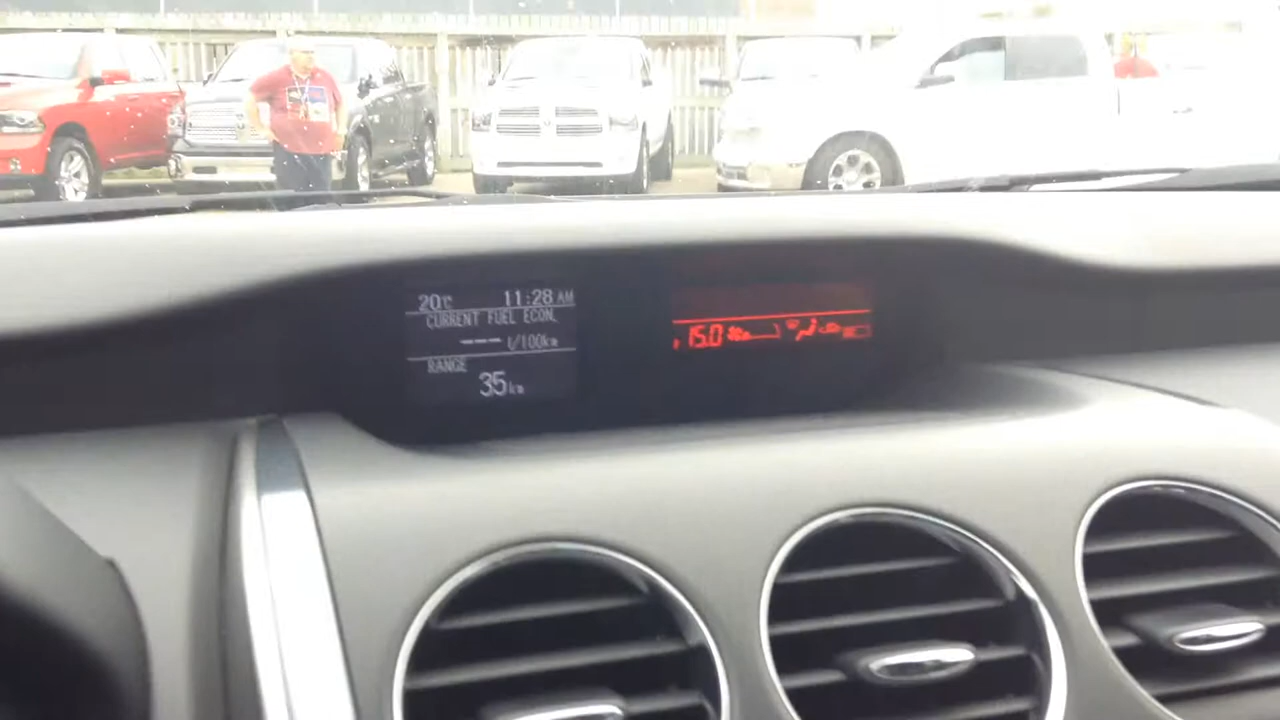 20°C 11:28 AM
CURRENT FUEL ECON.
---- l/100km
RANGE
35km
15.0